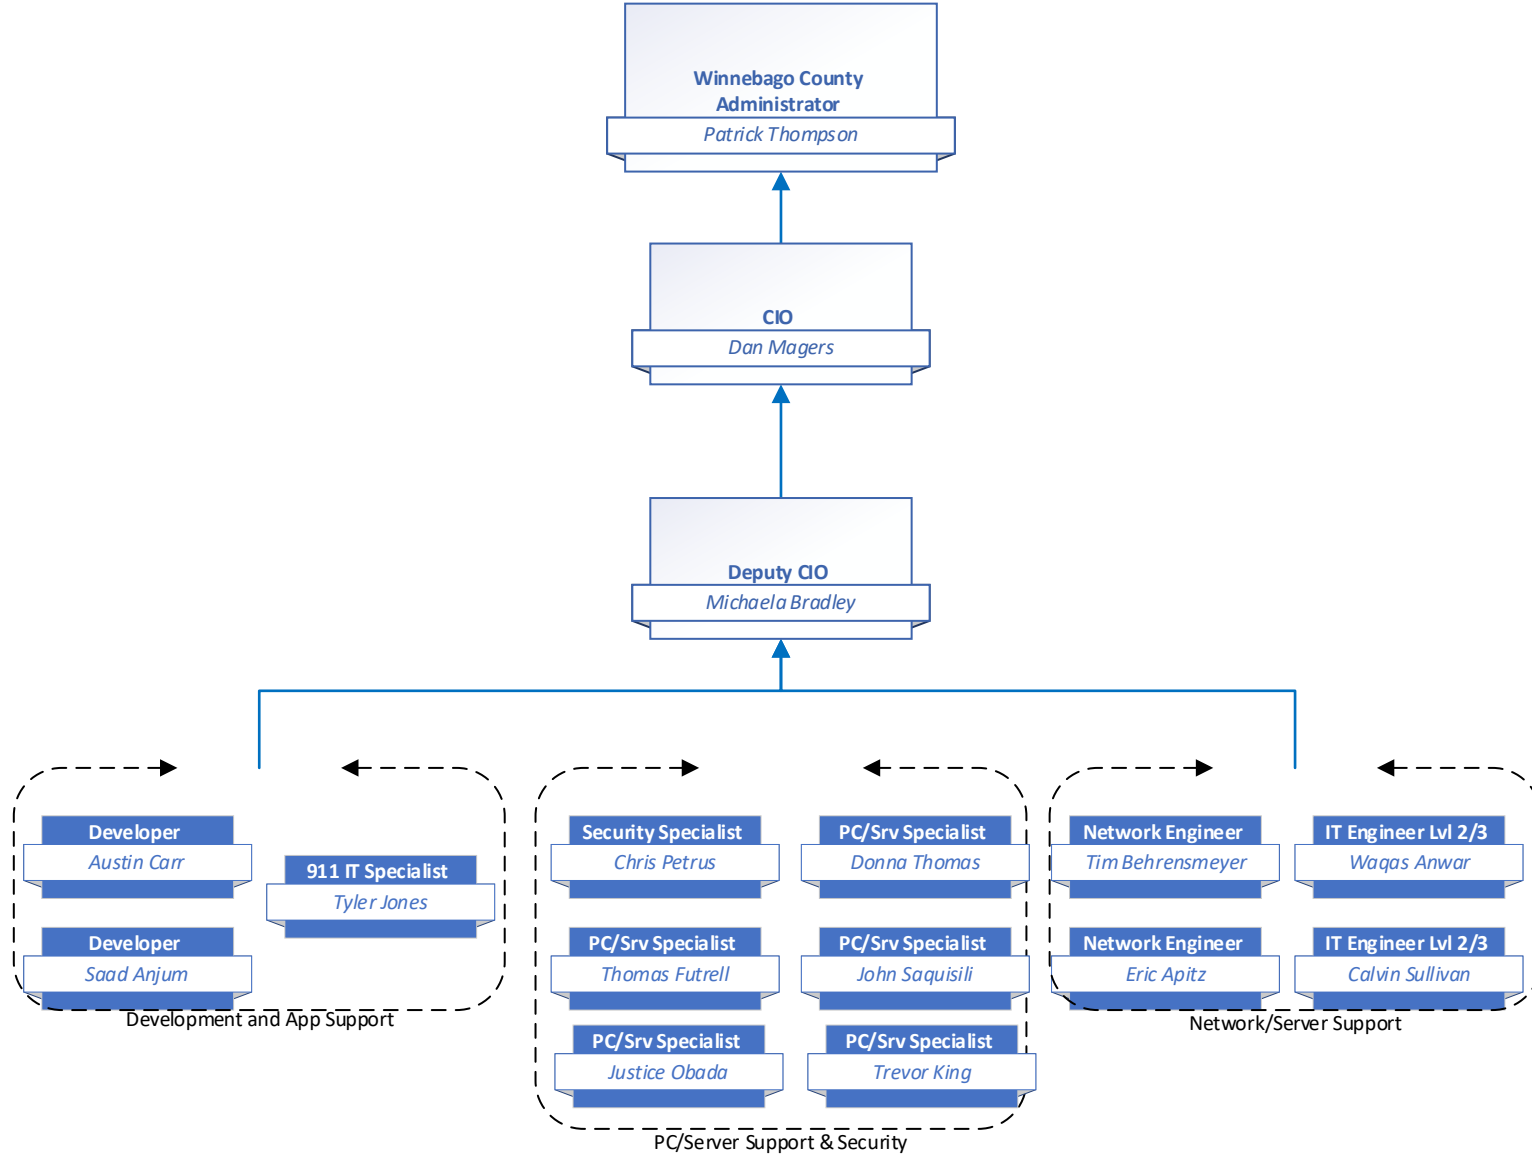 Winnebago County
Administrator
Patrick Thompson
CIO
Dan Magers
Deputy CIO
Michaela Bradley
Developer
Austin Carr
911 IT Specialist
Tyler Jones
Developer
Saad Anjum
Development and App Support
Security Specialist
Chris Petrus
PC/Srv Specialist
Donna Thomas
PC/Srv Specialist
Thomas Futrell
PC/Srv Specialist
John Saquisili
PC/Srv Specialist
Justice Obada
PC/Srv Specialist
Trevor King
PC/Server Support & Security
Network Engineer
Tim Behrensmeyer
IT Engineer Lvl 2/3
Waqas Anwar
Network Engineer
Eric Apitz
IT Engineer Lvl 2/3
Calvin Sullivan
Network/Server Support